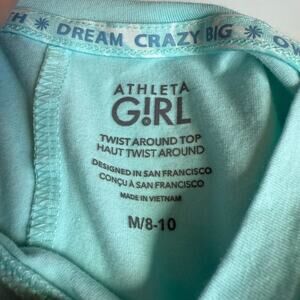 DREAM CRAZY BIG
ATHLETA
G!RL
TWIST AROUND TOP
HAUT TWIST AROUND
DESIGNED IN SAN FRANCISCO
CONÇU À SAN FRANCISCO
MADE IN VIETNAM
M/8-10